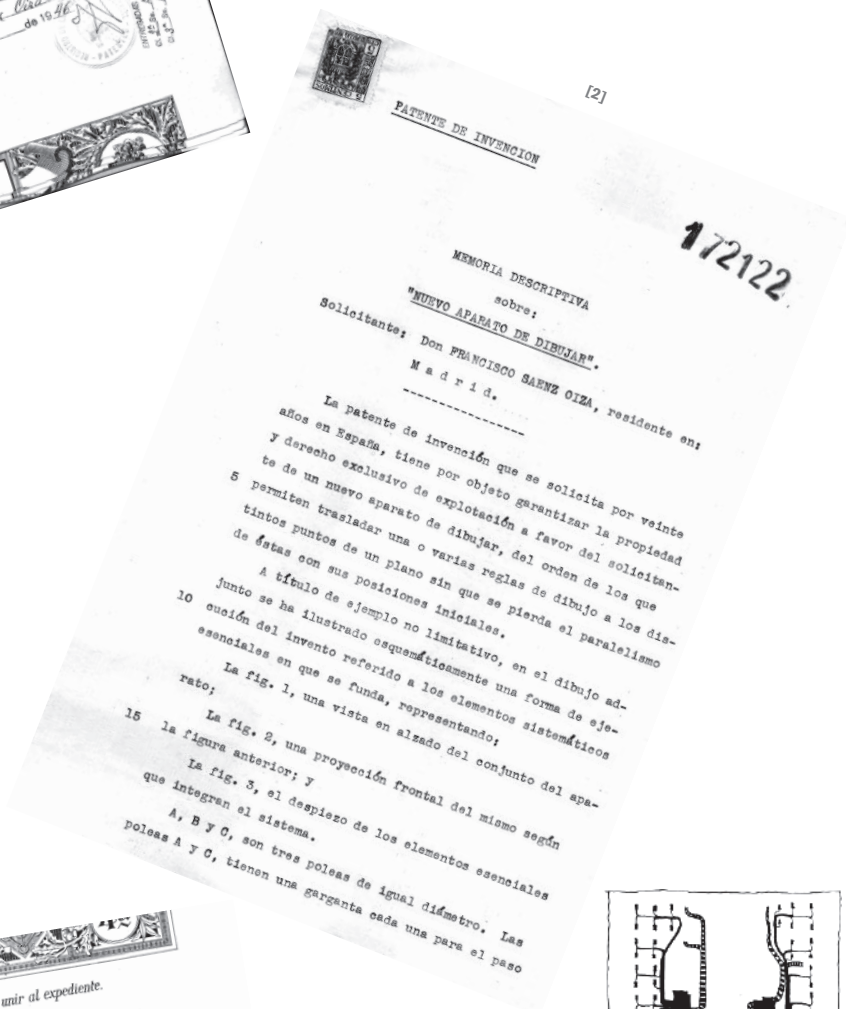 de 1946
[2]
PATENTE DE INVENCION
172122
MEMORIA DESCRIPTIVA
sobre:
"NUEVO APARATO DE DIBUJAR".
Solicitante: Don FRANCISCO SAENZ OIZA, residente en:
Madrid.
----------------
La patente de invención que se solicita por veinte
años en España, tiene por objeto garantizar la propiedad
y derecho exclusivo de explotación a favor del solicitan-
te de un nuevo aparato de dibujar, del orden de los que
5 permiten trasladar una o varias reglas de dibujo a los dis-
tintos puntos de un plano sin que se pierda el paralelismo
de éstas con sus posiciones iniciales.
A título de ejemplo no limitativo, en el dibujo ad-
junto se ha ilustrado esquemáticamente una forma de eje-
10 cución del invento referido a los elementos sistemáticos
esenciales en que se funda, representando:
La fig. 1, una vista en alzado del conjunto del apa-
rato;
La fig. 2, una proyección frontal del mismo según
15 la figura anterior; y
La fig. 3, el despiezo de los elementos esenciales
que integran el sistema.
A, B y C, son tres poleas de igual diámetro. Las
poleas A y C, tienen una garganta cada una para el paso
unir al expediente.